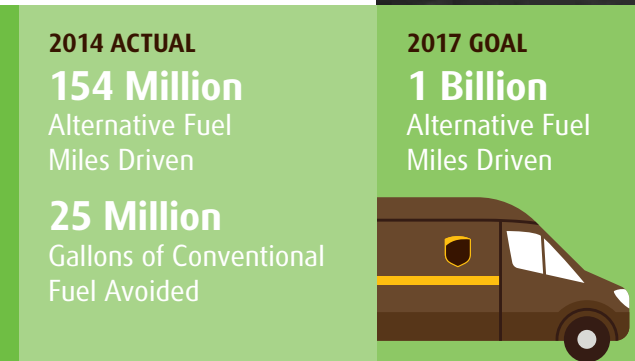 2014 ACTUAL
154 Million
Alternative Fuel
Miles Driven
25 Million
Gallons of Conventional
Fuel Avoided
2017 GOAL
1 Billion
Alternative Fuel
Miles Driven